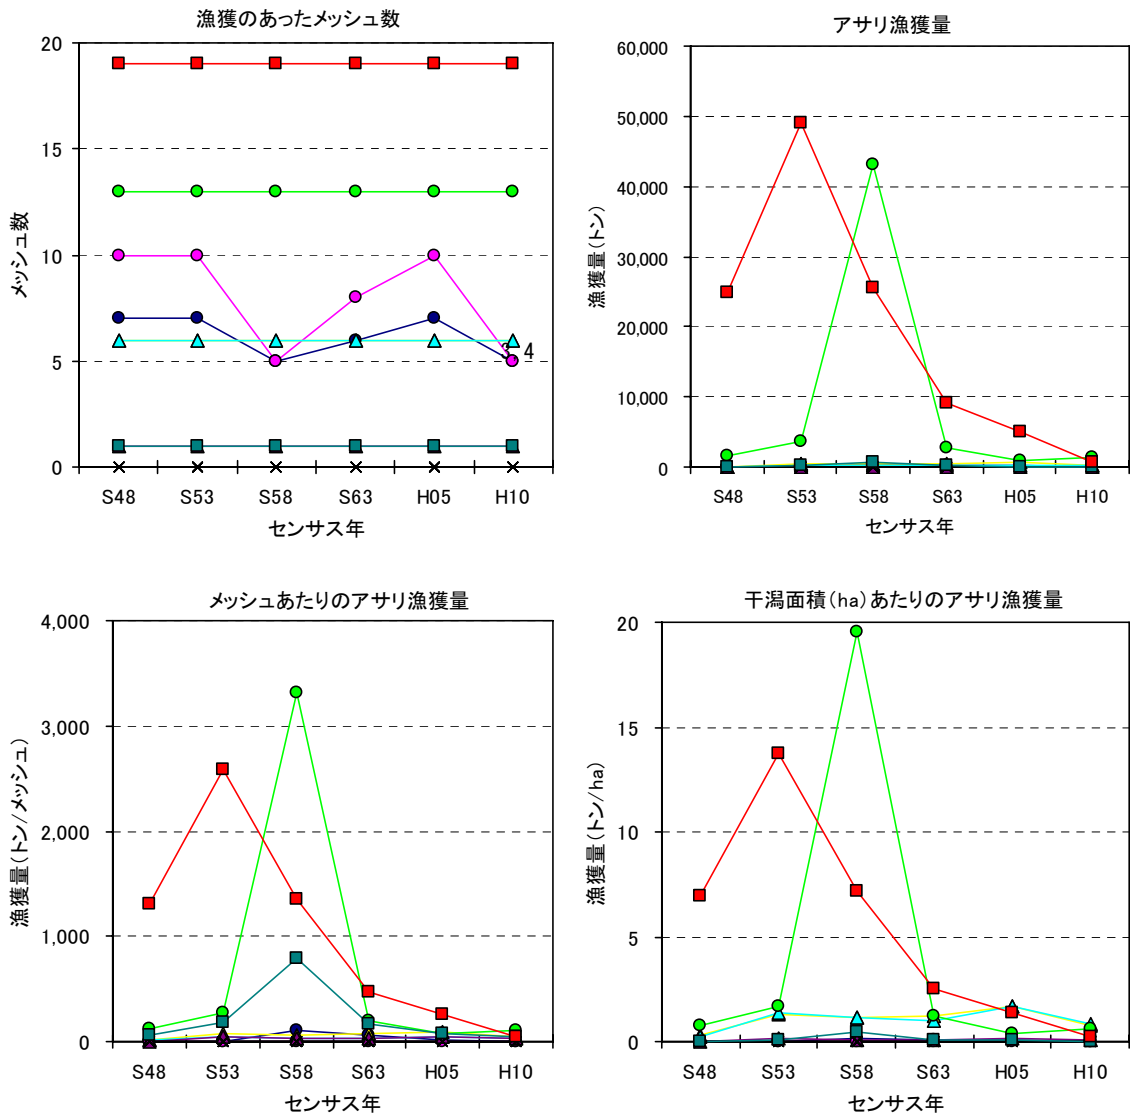 漁獲のあったメッシュ数
20
15
10
5
0
メッシュ数
3, 4
S48 S53 S58 S63 H05 H10
センサス年
アサリ漁獲量
60,000
50,000
40,000
30,000
20,000
10,000
0
漁獲量(トン)
S48 S53 S58 S63 H05 H10
センサス年
メッシュあたりのアサリ漁獲量
4,000
3,000
2,000
1,000
0
漁獲量(トン/メッシュ)
S48 S53 S58 S63 H05 H10
センサス年
干潟面積(ha)あたりのアサリ漁獲量
20
15
10
5
0
漁獲量(トン/ha)
S48 S53 S58 S63 H05 H10
センサス年